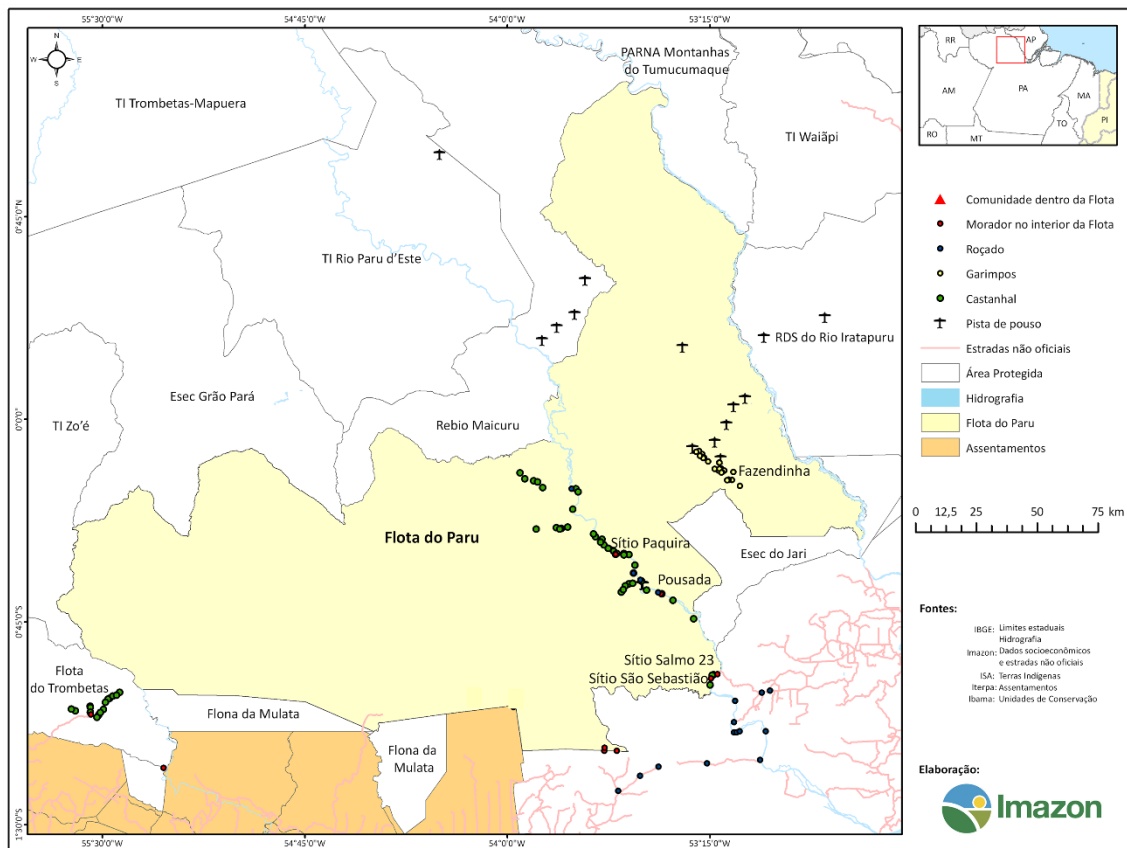 55°30'0"W
54°45'0"W
54°0'0"W
53°15'0"W
N
W
E
S
0°45'0"N
0°0'0"
0°45'0"S
1°30'0"S
PARNA Montanhas
do Tumucumaque
TI Trombetas-Mapuera
TI Waiãpi
TI Rio Paru d'Este
RDS do Rio Iratapuru
Esec Grão Pará
TI Zo'é
Rebio Maicuru
Fazendinha
Flota do Paru
Sítio Paquira
Esec do Jari
Pousada
Sítio Salmo 23
Sítio São Sebastião
Flota
do Trombetas
Flona da Mulata
Flona da
Mulata
RR
AP
AM
PA
MA
PI
TO
RO
MT
Comunidade dentro da Flota
Morador no interior da Flota
Roçado
Garimpos
Castanhal
Pista de pouso
Estradas não oficiais
Área Protegida
Hidrografia
Flota do Paru
Assentamentos
0 12,5 25 50 75 km
Fontes:
IBGE: Limites estaduais
Hidrografia
Imazon: Dados socioeconômicos
e estradas não oficiais
ISA: Terras Indígenas
Iterpa: Assentamentos
Ibama: Unidades de Conservação
Elaboração:
Imazon